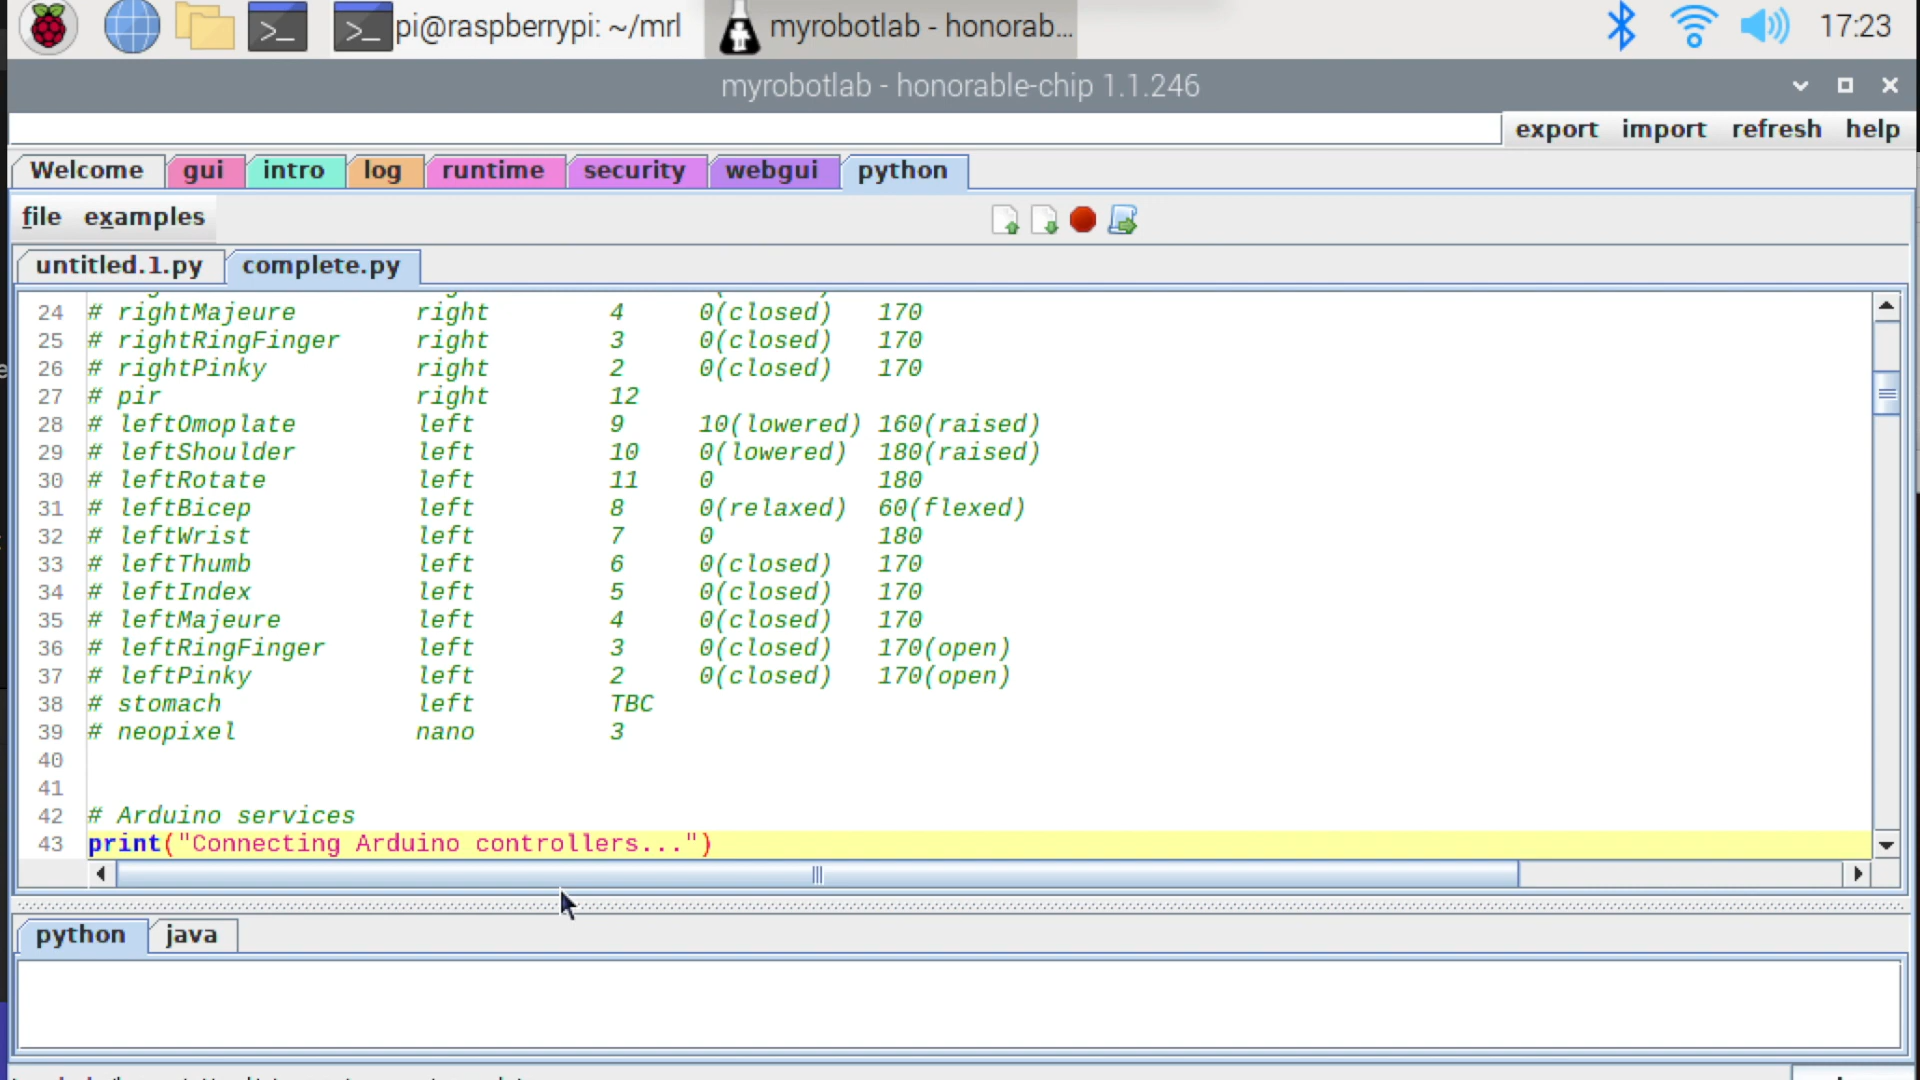 pi@raspberrypi: ~/mrl
myrobotlab - honorab...
17:23
myrobotlab - honorable-chip 1.1.246
export import refresh help
Welcome gui intro log runtime security webgui python
file examples
untitled.1.py complete.py
24 # rightMajeure right 4 0(closed) 170
25 # rightRingFinger right 3 0(closed) 170
26 # rightPinky right 2 0(closed) 170
27 # pir right 12
28 # leftOmoplate left 9 10(lowered) 160(raised)
29 # leftShoulder left 10 0(lowered) 180(raised)
30 # leftRotate left 11 0 180
31 # leftBicep left 8 0(relaxed) 60(flexed)
32 # leftWrist left 7 0 180
33 # leftThumb left 6 0(closed) 170
34 # leftIndex left 5 0(closed) 170
35 # leftMajeure left 4 0(closed) 170
36 # leftRingFinger left 3 0(closed) 170(open)
37 # leftPinky left 2 0(closed) 170(open)
38 # stomach left TBC
39 # neopixel nano 3
40
41
42 # Arduino services
43 print("Connecting Arduino controllers...")
python java